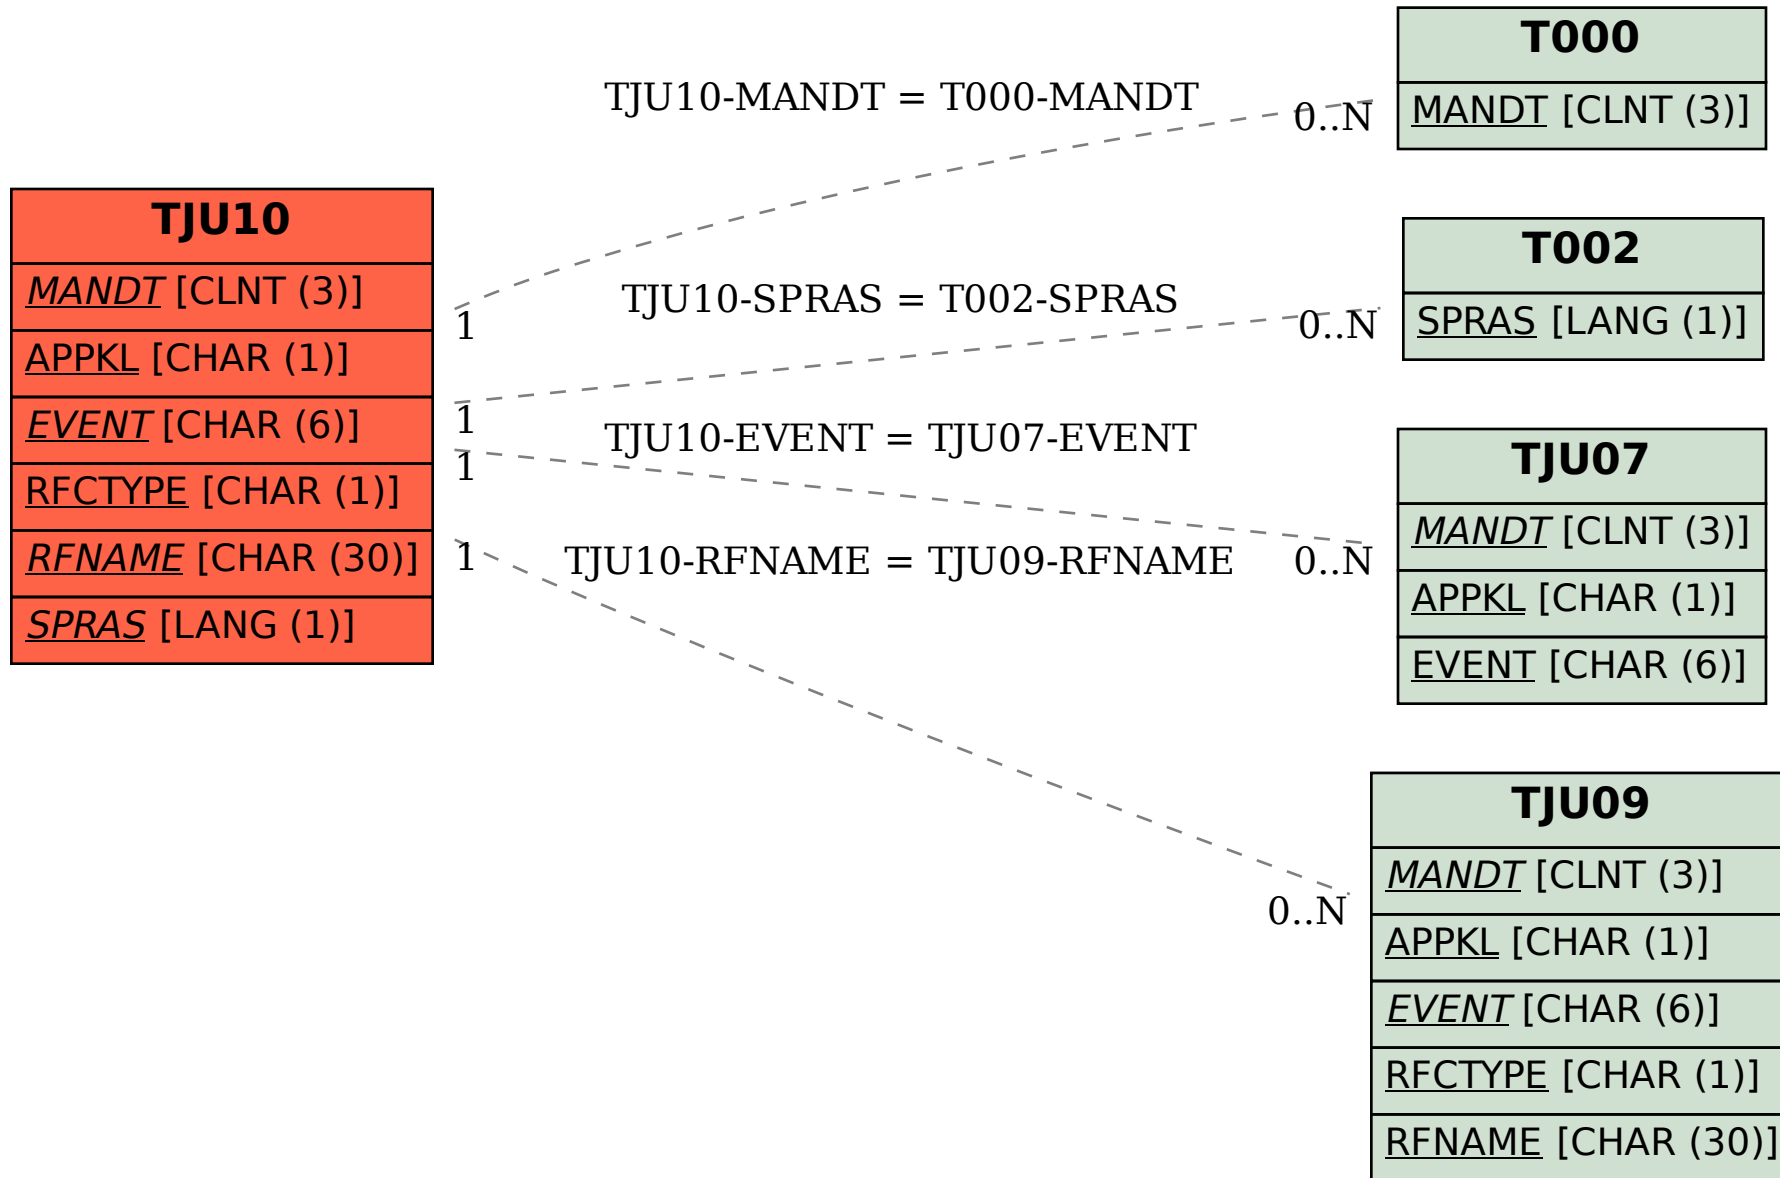 TJU10
MANDT [CLNT (3)]
APPKL [CHAR (1)]
EVENT [CHAR (6)]
RFCTYPE [CHAR (1)]
RFNAME [CHAR (30)]
SPRAS [LANG (1)]
TJU10-MANDT = T000-MANDT
0..N
1
TJU10-SPRAS = T002-SPRAS
0..N
1
TJU10-EVENT = TJU07-EVENT
1
0..N
TJU10-RFNAME = TJU09-RFNAME
1
0..N
T000
MANDT [CLNT (3)]
T002
SPRAS [LANG (1)]
TJU07
MANDT [CLNT (3)]
APPKL [CHAR (1)]
EVENT [CHAR (6)]
TJU09
MANDT [CLNT (3)]
APPKL [CHAR (1)]
EVENT [CHAR (6)]
RFCTYPE [CHAR (1)]
RFNAME [CHAR (30)]